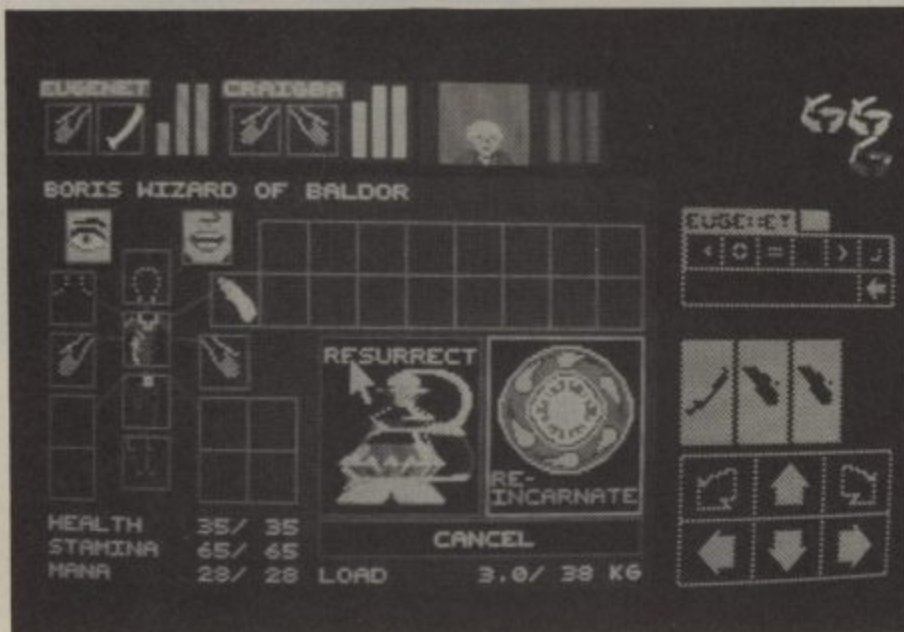 EUGENET CRAIGBA
BORIS WIZARD OF BALDOR
EUGENET
RESURRECT
RE-
INCARNATE
CANCEL
HEALTH 35/ 35
STAMINA 65/ 65
MANA 28/ 28 LOAD 3.0/ 38 KG